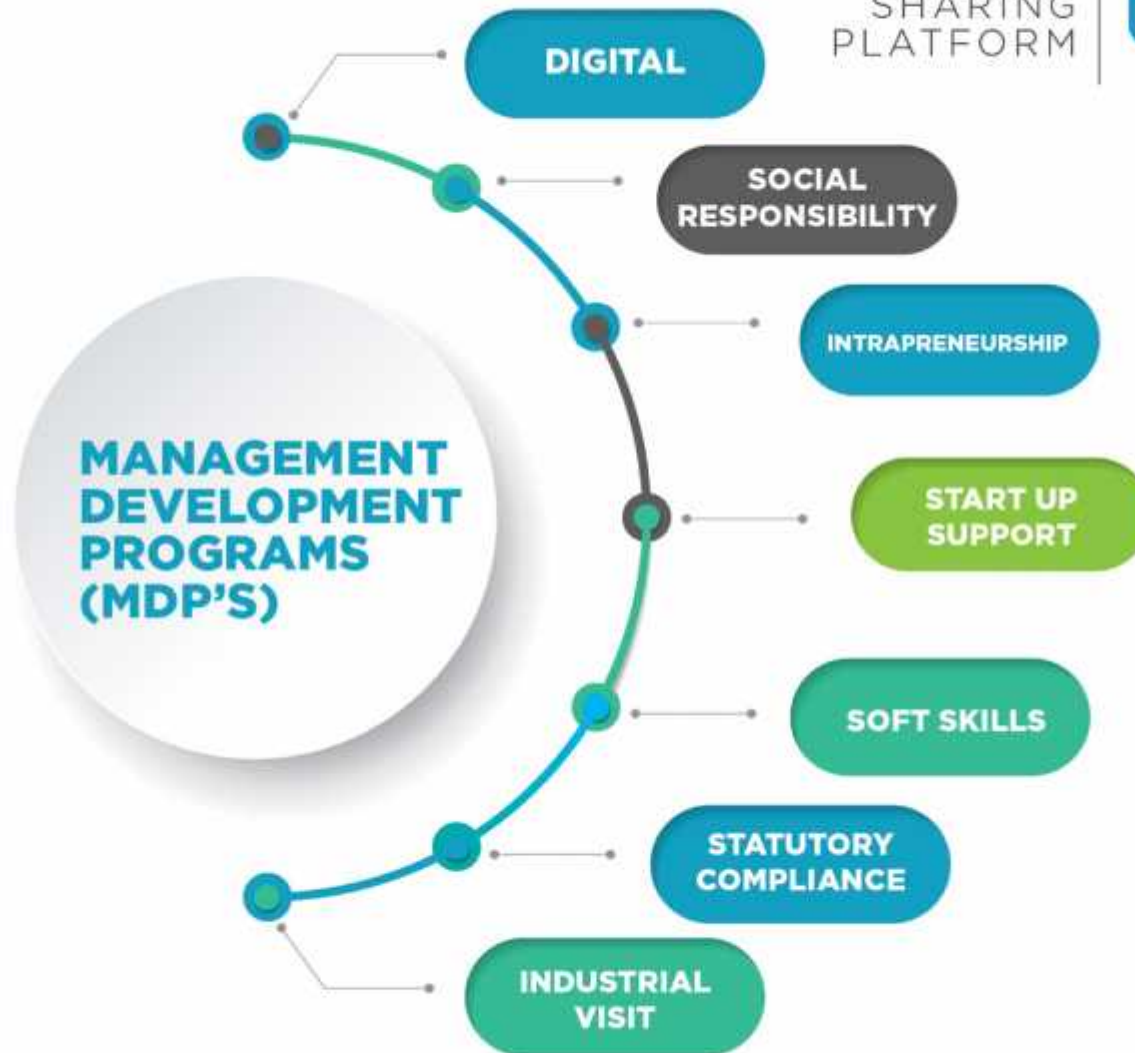 SHARING
PLATFORM
DIGITAL
SOCIAL
RESPONSIBILITY
INTRAPRENEURSHIP
MANAGEMENT
DEVELOPMENT
PROGRAMS
(MDP'S)
START UP
SUPPORT
SOFT SKILLS
STATUTORY
COMPLIANCE
INDUSTRIAL
VISIT